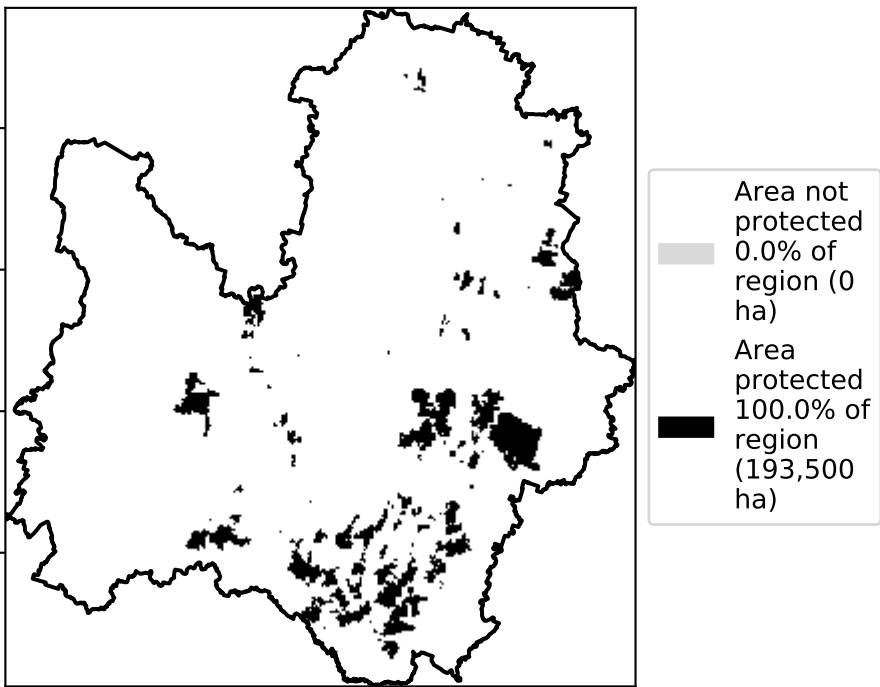 Area not
protected
0.0% of
region (0
ha)
Area
protected
100.0% of
region
(193,500
ha)